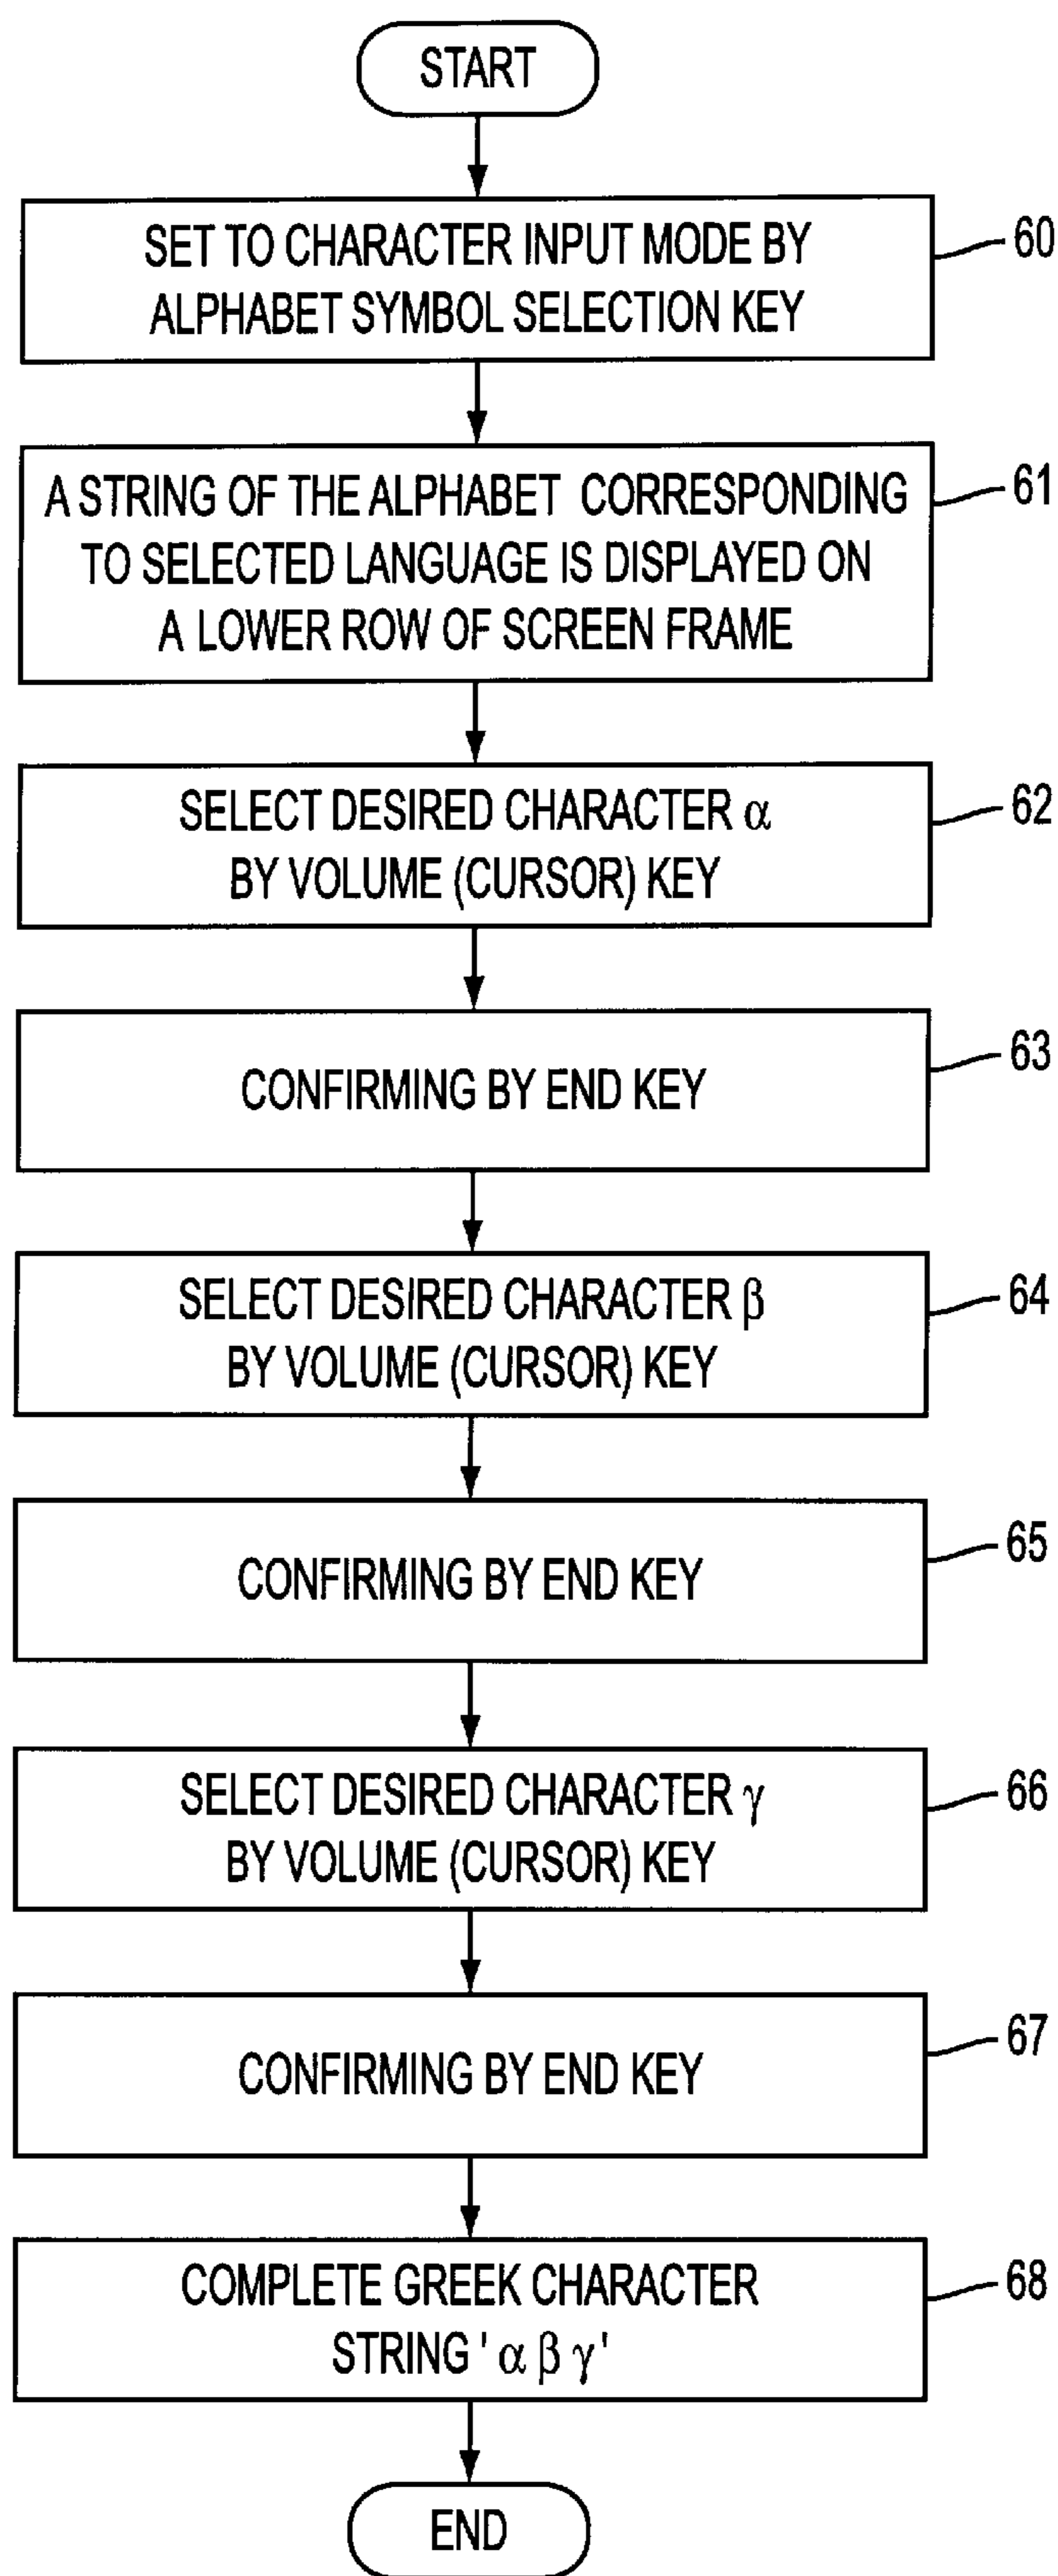 START
SET TO CHARACTER INPUT MODE BY
ALPHABET SYMBOL SELECTION KEY
60
A STRING OF THE ALPHABET CORRESPONDING
TO SELECTED LANGUAGE IS DISPLAYED ON
A LOWER ROW OF SCREEN FRAME
61
SELECT DESIRED CHARACTER α
BY VOLUME (CURSOR) KEY
62
CONFIRMING BY END KEY
63
SELECT DESIRED CHARACTER β
BY VOLUME (CURSOR) KEY
64
CONFIRMING BY END KEY
65
SELECT DESIRED CHARACTER γ
BY VOLUME (CURSOR) KEY
66
CONFIRMING BY END KEY
67
COMPLETE GREEK CHARACTER
STRING ' α β γ '
68
END